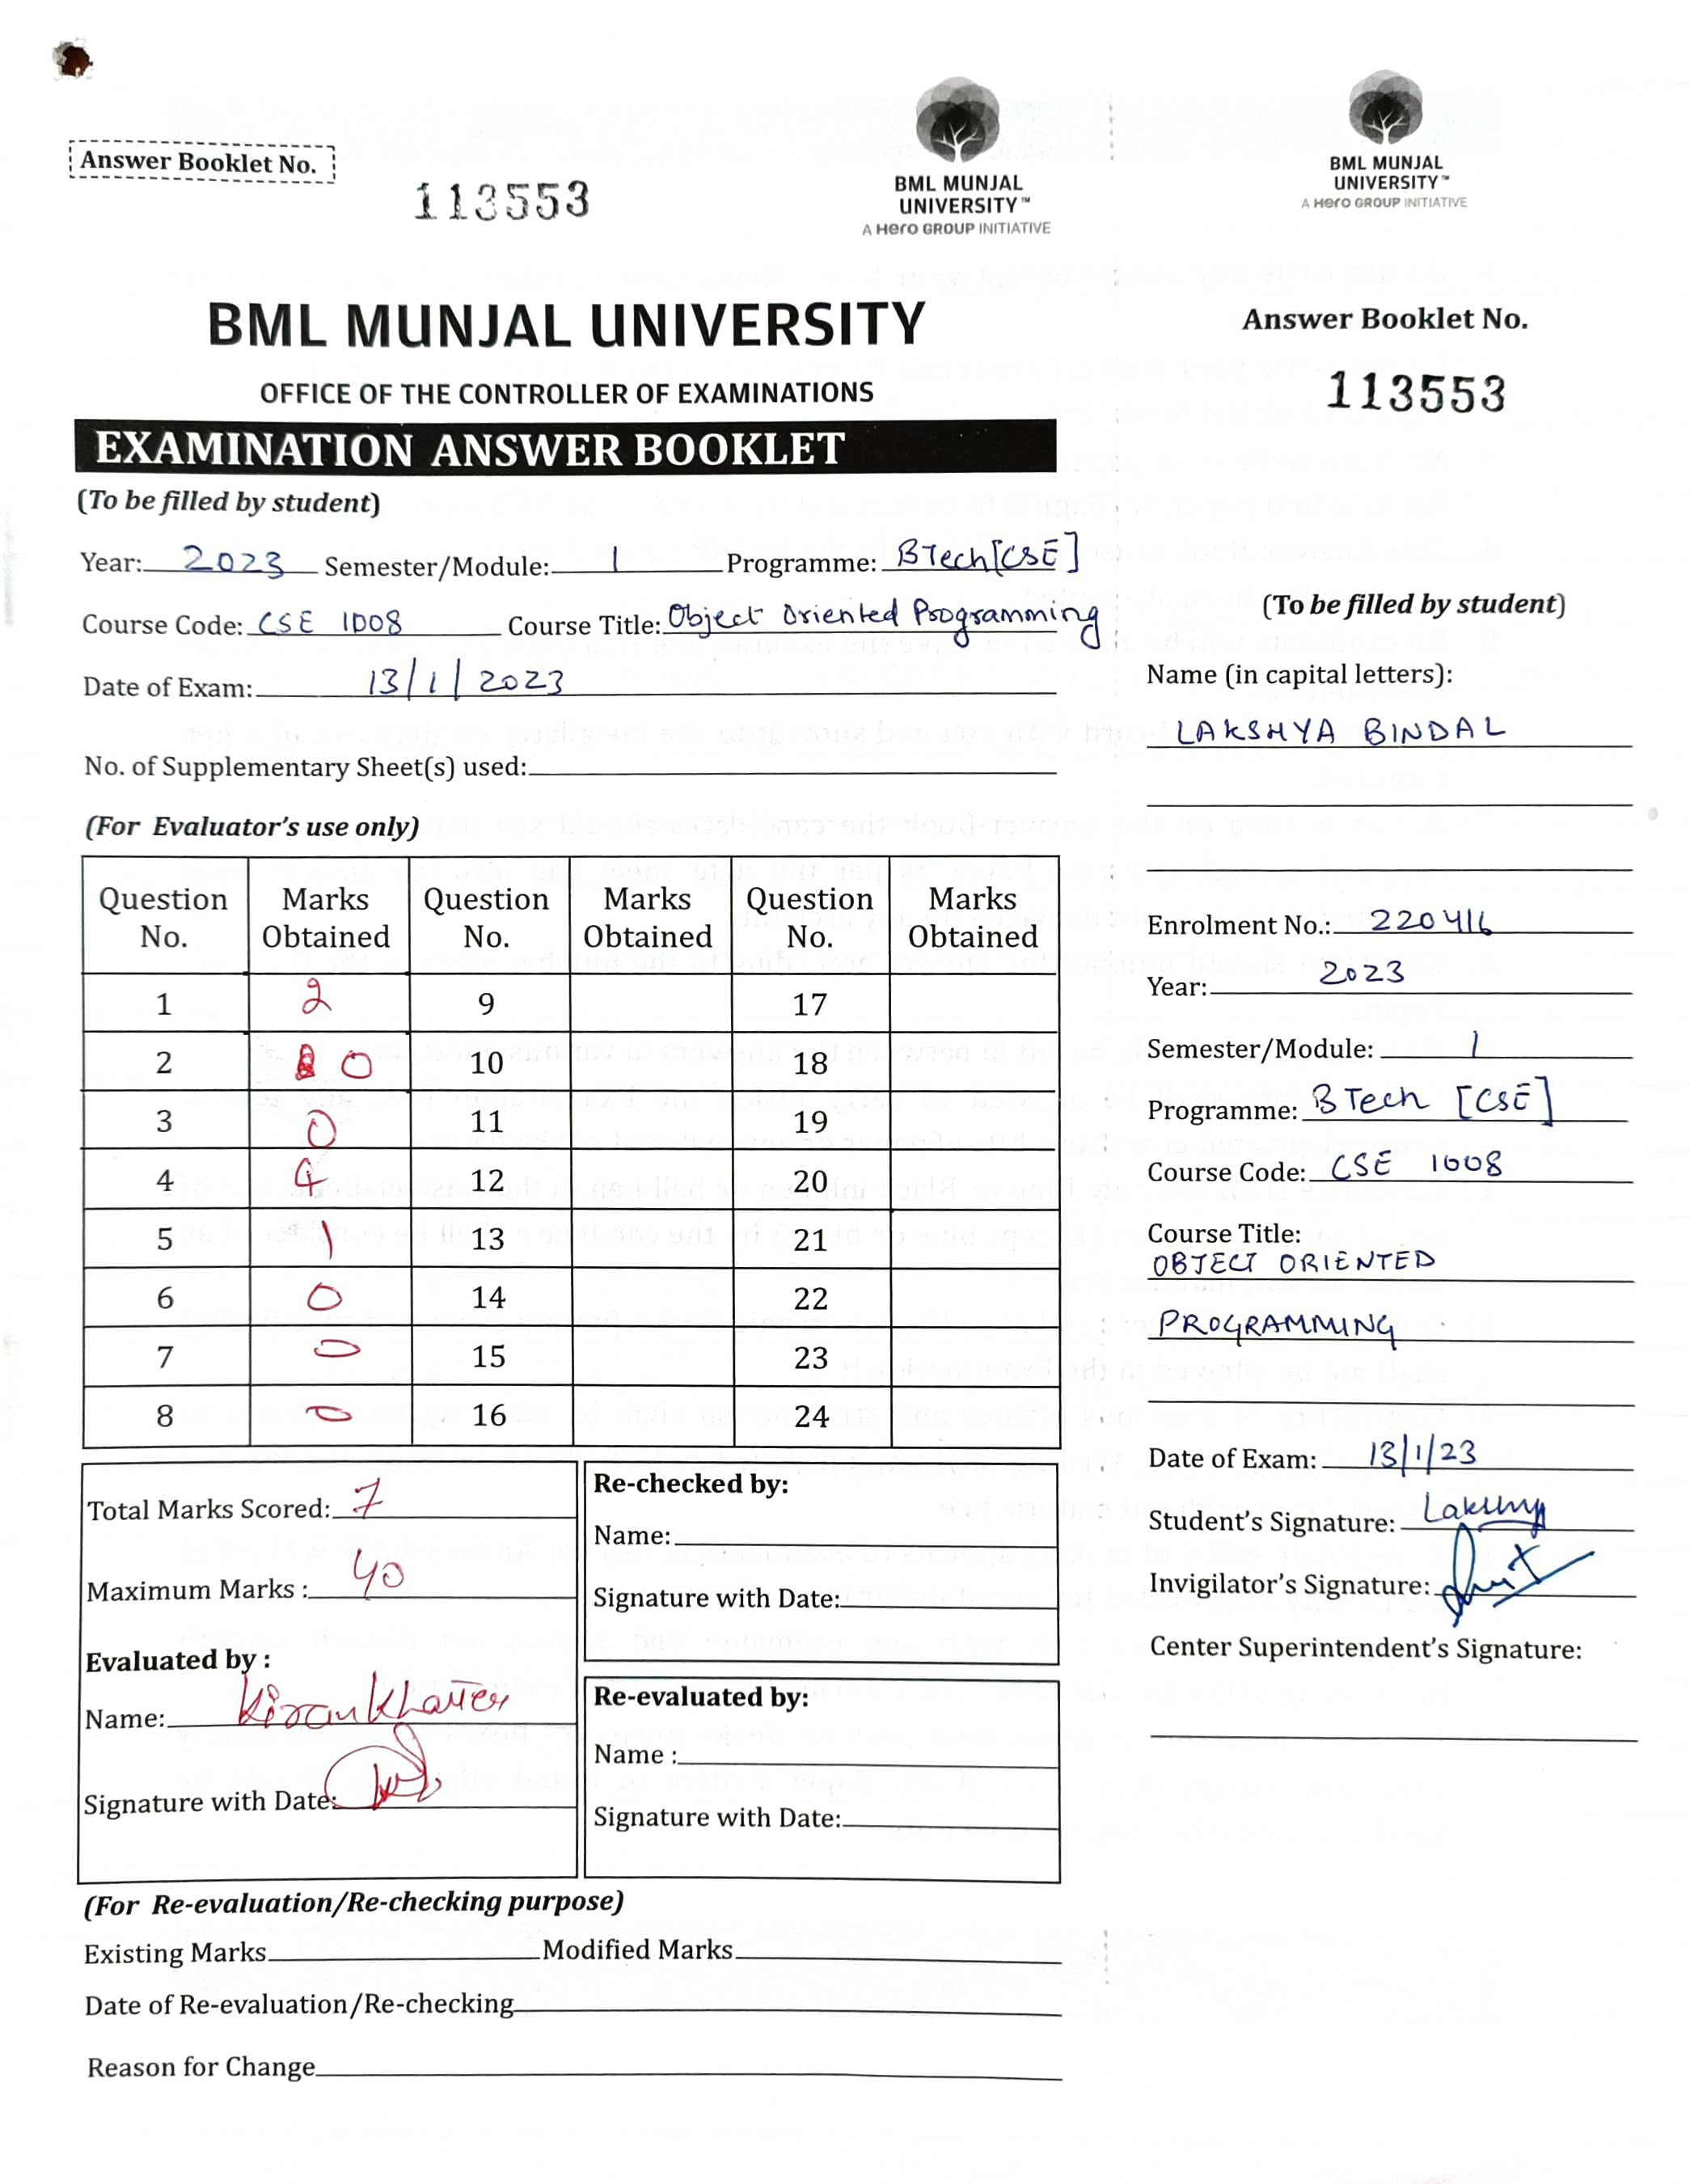 Answer Booklet No.
113553
BML MUNJAL
UNIVERSITY™
A Hero GROUP INITIATIVE
BML MUNJAL UNIVERSITY
OFFICE OF THE CONTROLLER OF EXAMINATIONS
EXAMINATION ANSWER BOOKLET
(To be filled by student)
Year: 2023 Semester/Module: 1 Programme: BTech[CSE]
Course Code: CSE 1008 Course Title: Object Oriented Programming
Date of Exam: 13/1/2023
No. of Supplementary Sheet(s) used:
(For Evaluator's use only)
Question No. Marks Obtained Question No. Marks Obtained Question No. Marks Obtained
1 2 9 17
2 0 10 18
3 0 11 19
4 4 12 20
5 1 13 21
6 0 14 22
7 0 15 23
8 0 16 24
Total Marks Scored: 7
Maximum Marks : 40
Evaluated by :
Name: Kiran Khatter
Signature with Date:
Re-checked by:
Name:
Signature with Date:
Re-evaluated by:
Name :
Signature with Date:
(For Re-evaluation/Re-checking purpose)
Existing Marks Modified Marks
Date of Re-evaluation/Re-checking
Reason for Change
BML MUNJAL
UNIVERSITY™
A Hero GROUP INITIATIVE
Answer Booklet No.
113553
(To be filled by student)
Name (in capital letters):
LAKSHYA BINDAL
Enrolment No.: 220416
Year: 2023
Semester/Module: 1
Programme: B Tech [CSE]
Course Code: CSE 1008
Course Title:
OBJECT ORIENTED
PROGRAMMING
Date of Exam: 13/1/23
Student's Signature: Lakshya
Invigilator's Signature:
Center Superintendent's Signature: